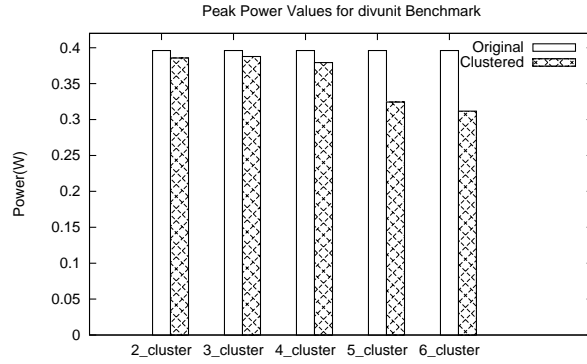 Peak Power Values for divunit Benchmark
Original
Clustered
Power(W)
0.4
0.35
0.3
0.25
0.2
0.15
0.1
0.05
0
2_cluster 3_cluster 4_cluster 5_cluster 6_cluster